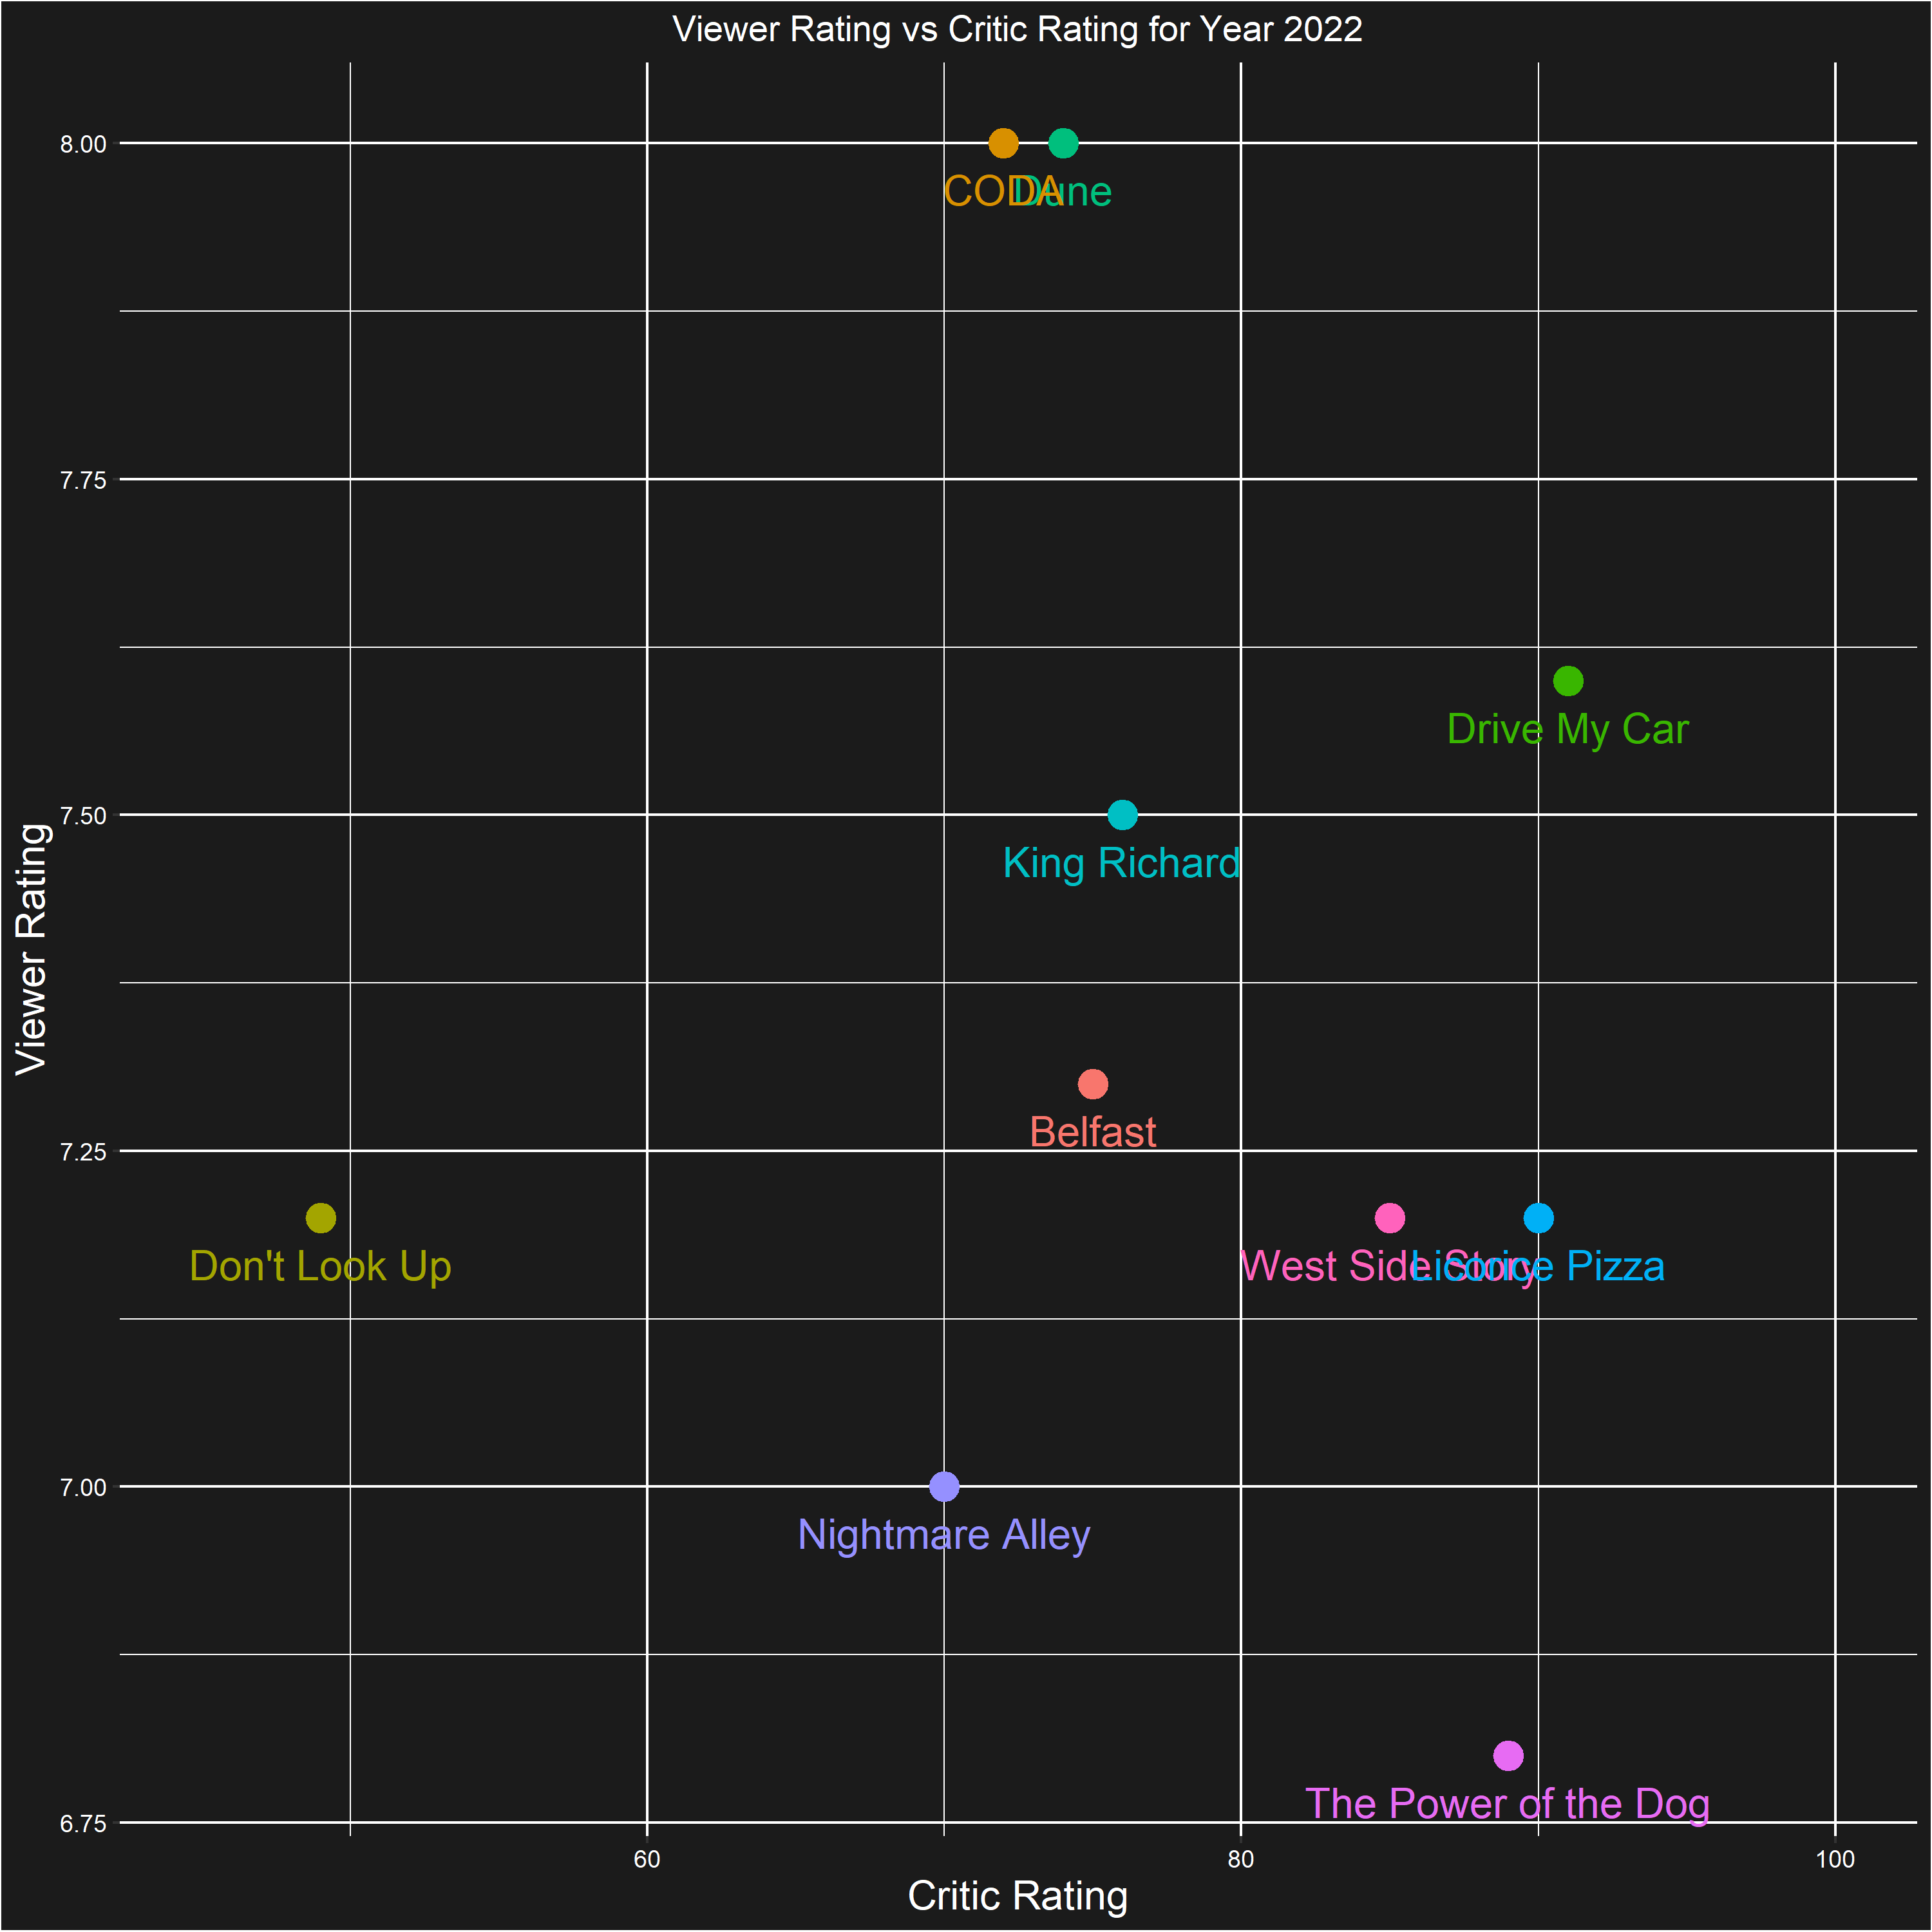 Viewer Rating vs Critic Rating for Year 2022
8.00
CODA
Dune
7.75
Drive My Car
7.50
King Richard
Viewer Rating
Belfast
7.25
Don't Look Up
West Side Story
Licorice Pizza
7.00
Nightmare Alley
The Power of the Dog
6.75
60
80
100
Critic Rating